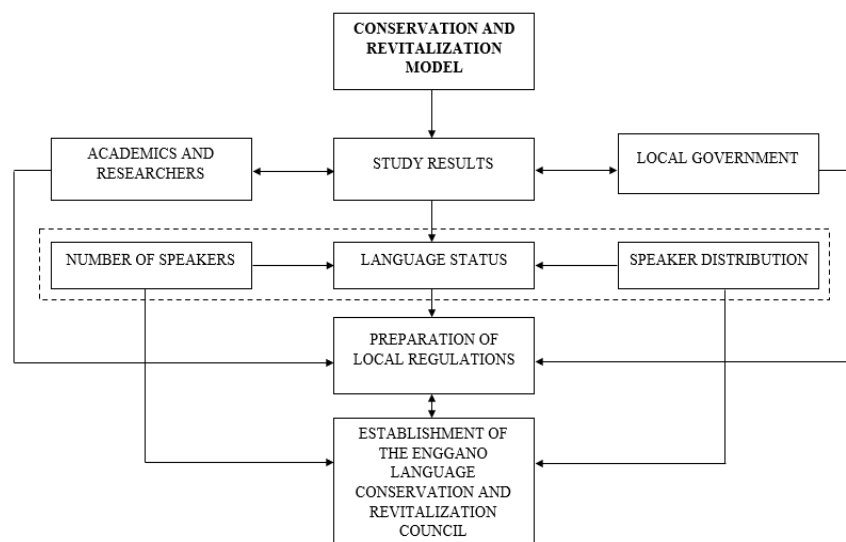 CONSERVATION AND
REVITALIZATION
MODEL
ACADEMICS AND
RESEARCHERS
STUDY RESULTS
LOCAL GOVERNMENT
NUMBER OF SPEAKERS
LANGUAGE STATUS
SPEAKER DISTRIBUTION
PREPARATION OF
LOCAL REGULATIONS
ESTABLISHMENT OF
THE ENGGANO
LANGUAGE
CONSERVATION AND
REVITALIZATION
COUNCIL